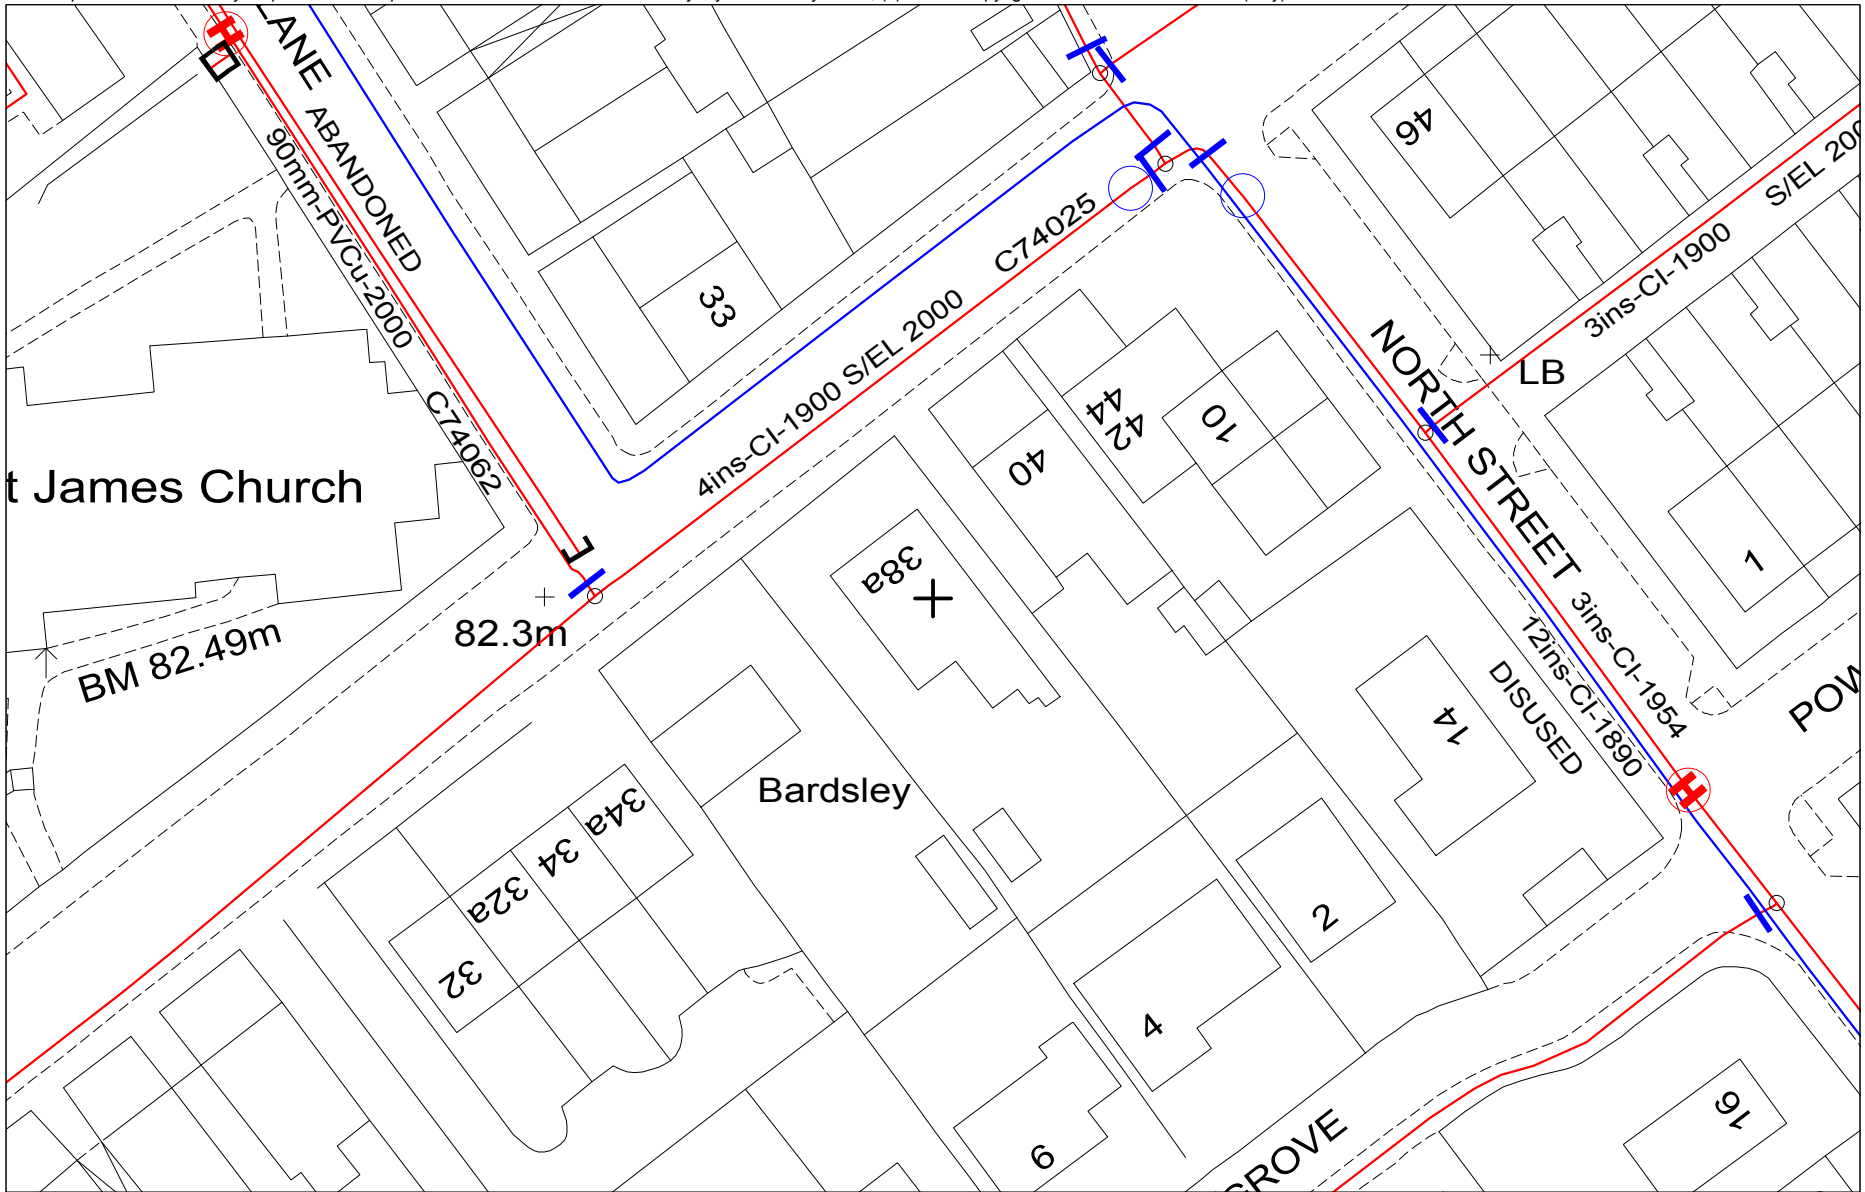 LANE
ABANDONED
90mm-PVCu-2000
C74062
46
S/EL 200
3ins-CI-1900
C74025
33
4ins-CI-1900 S/EL 2000
NORTH STREET
LB
44
42
10
40
t James Church
38a
1
82.3m
BM 82.49m
3ins-CI-1954
12ins-CI-1890
DISUSED
POW
14
Bardsley
34a
34
32a
32
2
4
6
16
GROVE